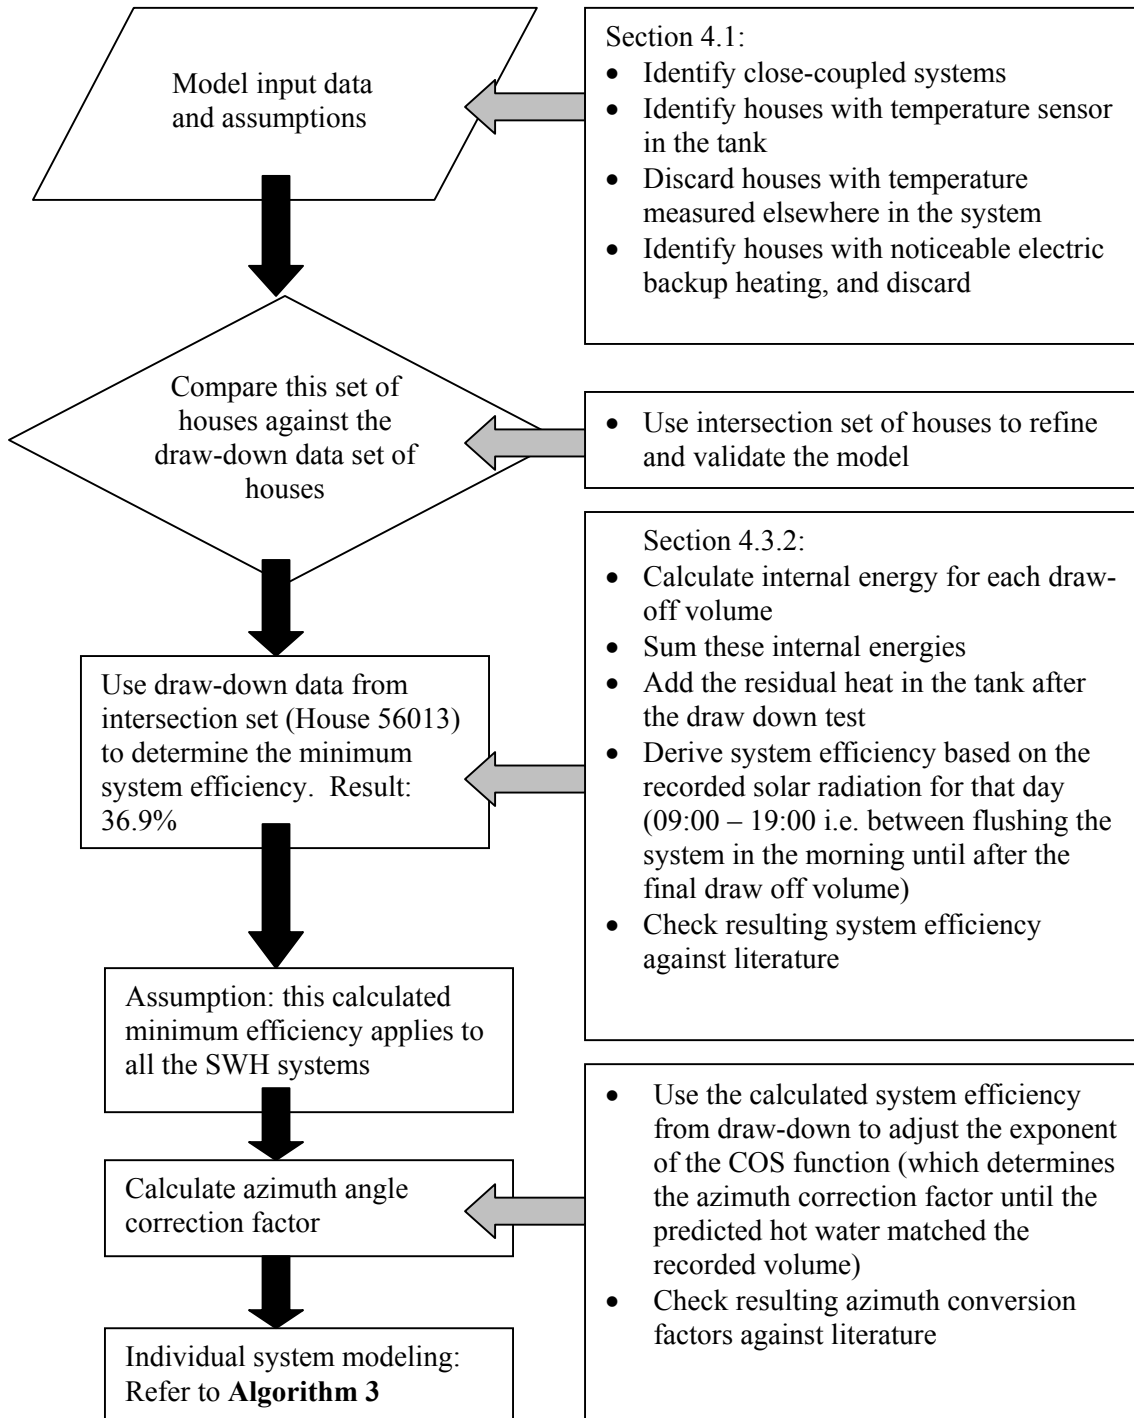 Model input data
and assumptions
Section 4.1:
• Identify close-coupled systems
• Identify houses with temperature sensor
in the tank
• Discard houses with temperature
measured elsewhere in the system
• Identify houses with noticeable electric
backup heating, and discard
Compare this set of
houses against the
draw-down data set of
houses
• Use intersection set of houses to refine
and validate the model
Use draw-down data from
intersection set (House 56013)
to determine the minimum
system efficiency.  Result:
36.9%
Section 4.3.2:
• Calculate internal energy for each draw-
off volume
• Sum these internal energies
• Add the residual heat in the tank after
the draw down test
• Derive system efficiency based on the
recorded solar radiation for that day
(09:00 – 19:00 i.e. between flushing the
system in the morning until after the
final draw off volume)
• Check resulting system efficiency
against literature
Assumption: this calculated
minimum efficiency applies to
all the SWH systems
Calculate azimuth angle
correction factor
• Use the calculated system efficiency
from draw-down to adjust the exponent
of the COS function (which determines
the azimuth correction factor until the
predicted hot water matched the
recorded volume)
• Check resulting azimuth conversion
factors against literature
Individual system modeling:
Refer to Algorithm 3